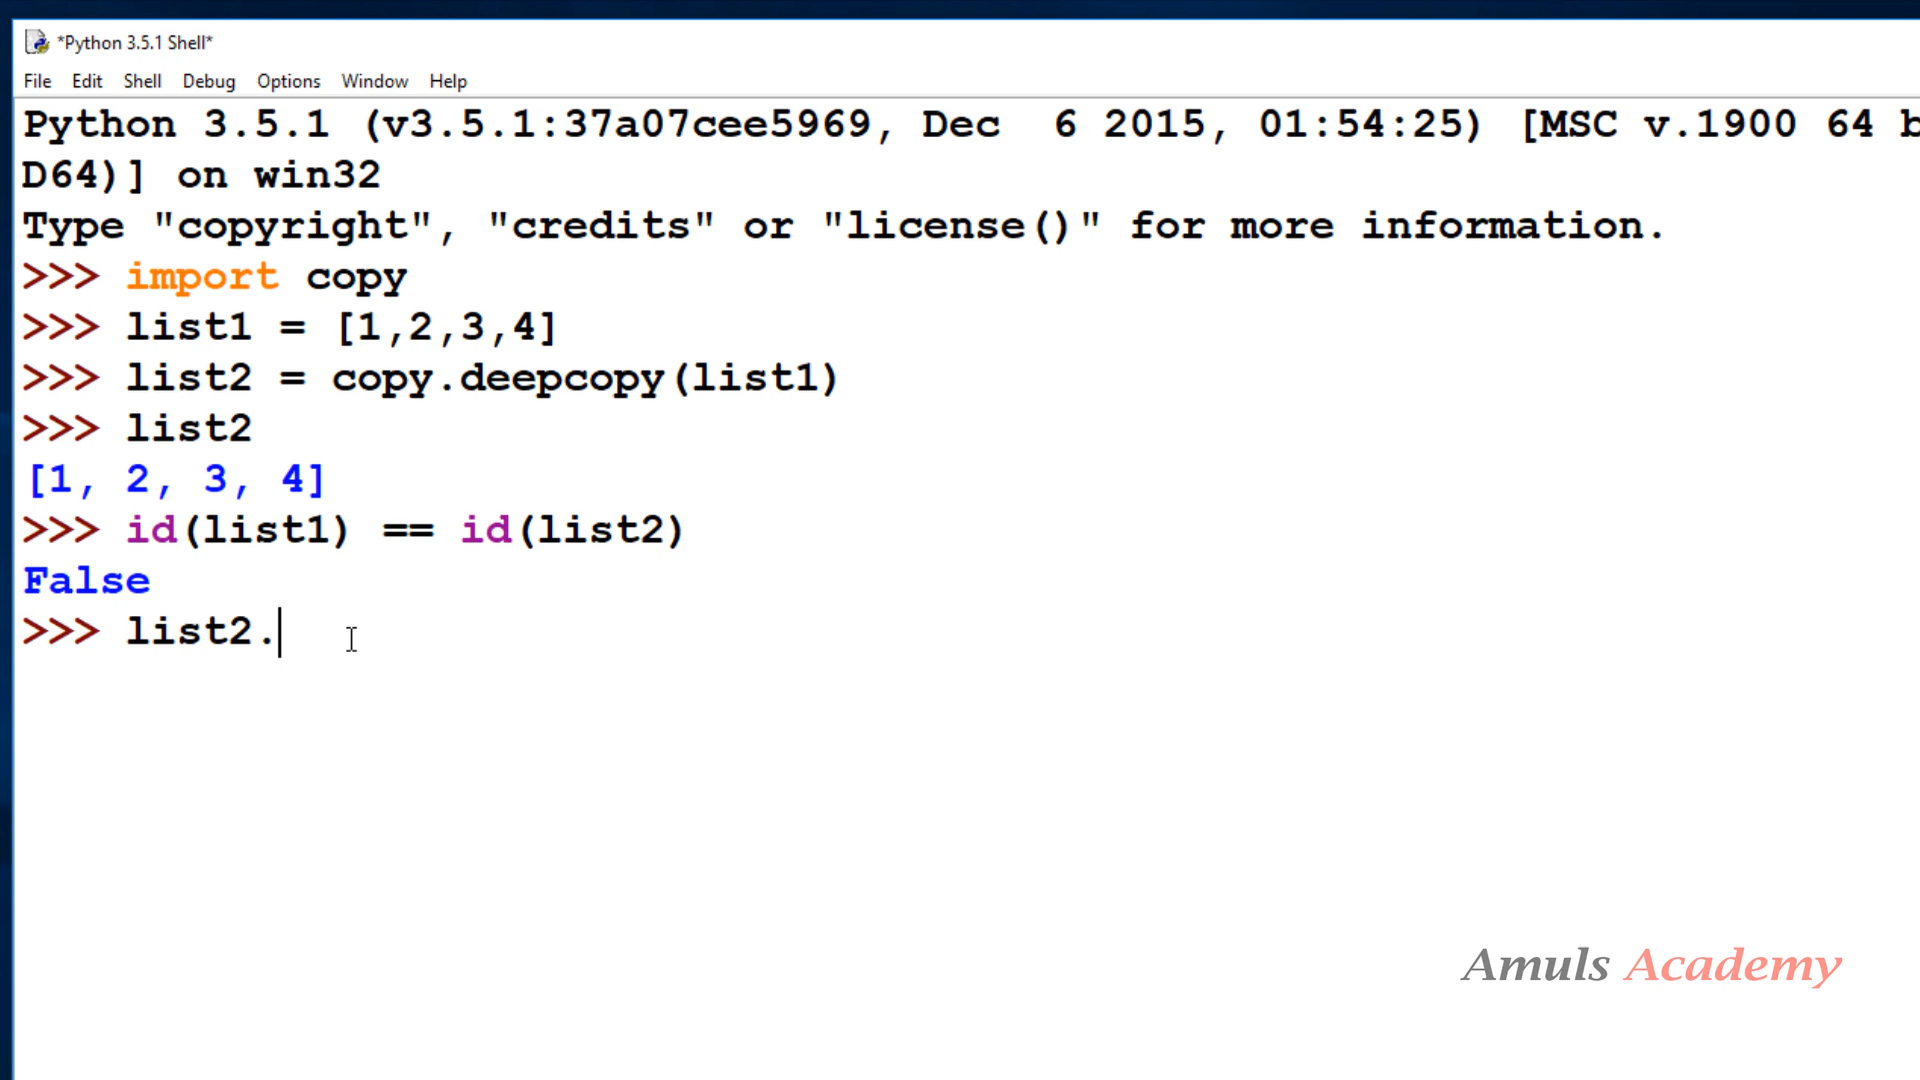 *Python 3.5.1 Shell*
File Edit Shell Debug Options Window Help
Python 3.5.1 (v3.5.1:37a07cee5969, Dec  6 2015, 01:54:25) [MSC v.1900 64 b
D64)] on win32
Type "copyright", "credits" or "license()" for more information.
>>> import copy
>>> list1 = [1,2,3,4]
>>> list2 = copy.deepcopy(list1)
>>> list2
[1, 2, 3, 4]
>>> id(list1) == id(list2)
False
>>> list2.
Amuls Academy